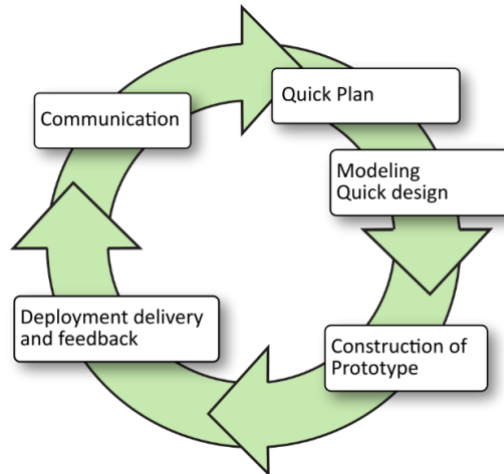 Communication
Quick Plan
Modeling
Quick design
Construction of
Prototype
Deployment delivery
and feedback